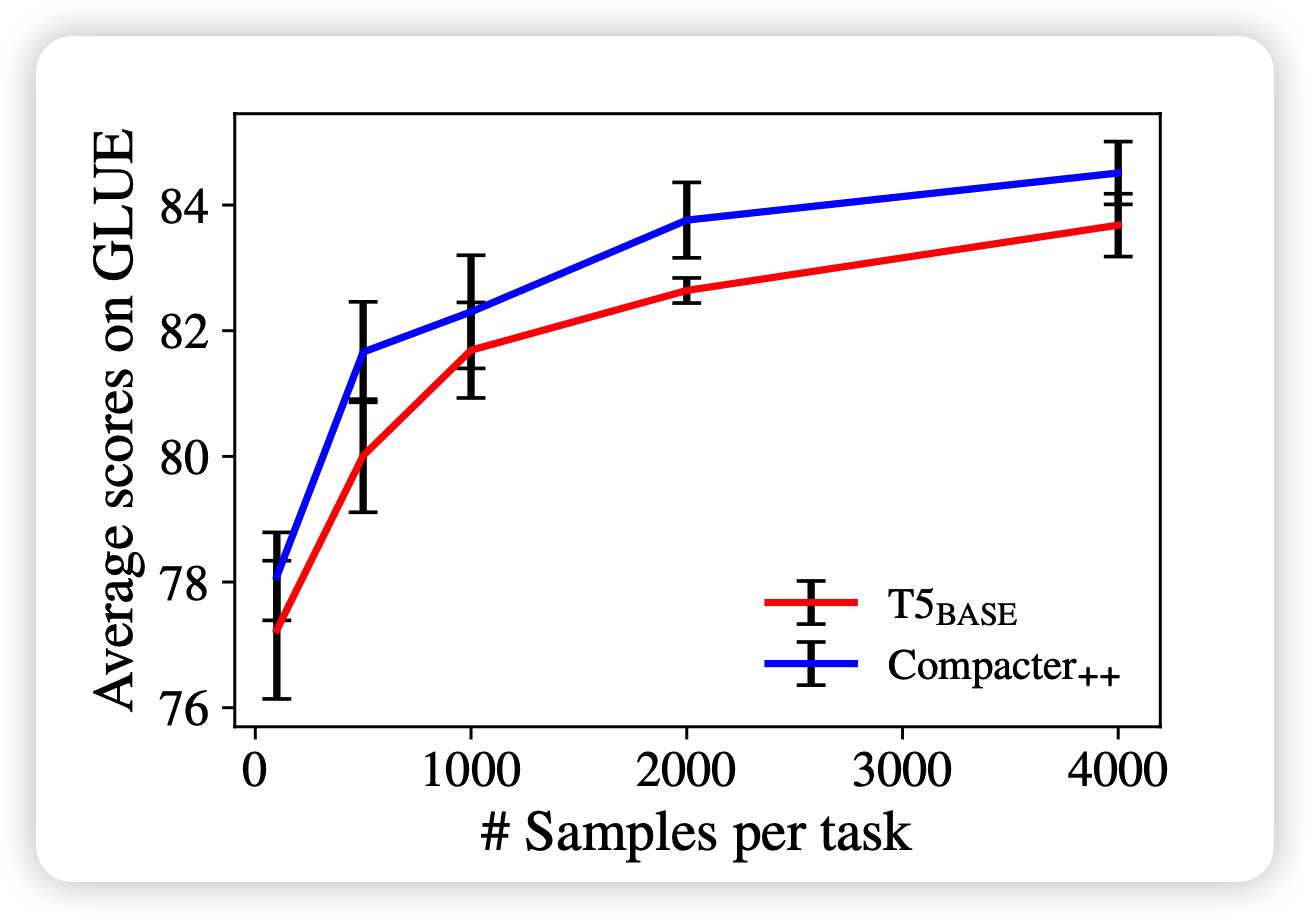 Average scores on GLUE
84
82
80
78
76
T5BASE
Compacter++
0 1000 2000 3000 4000
# Samples per task